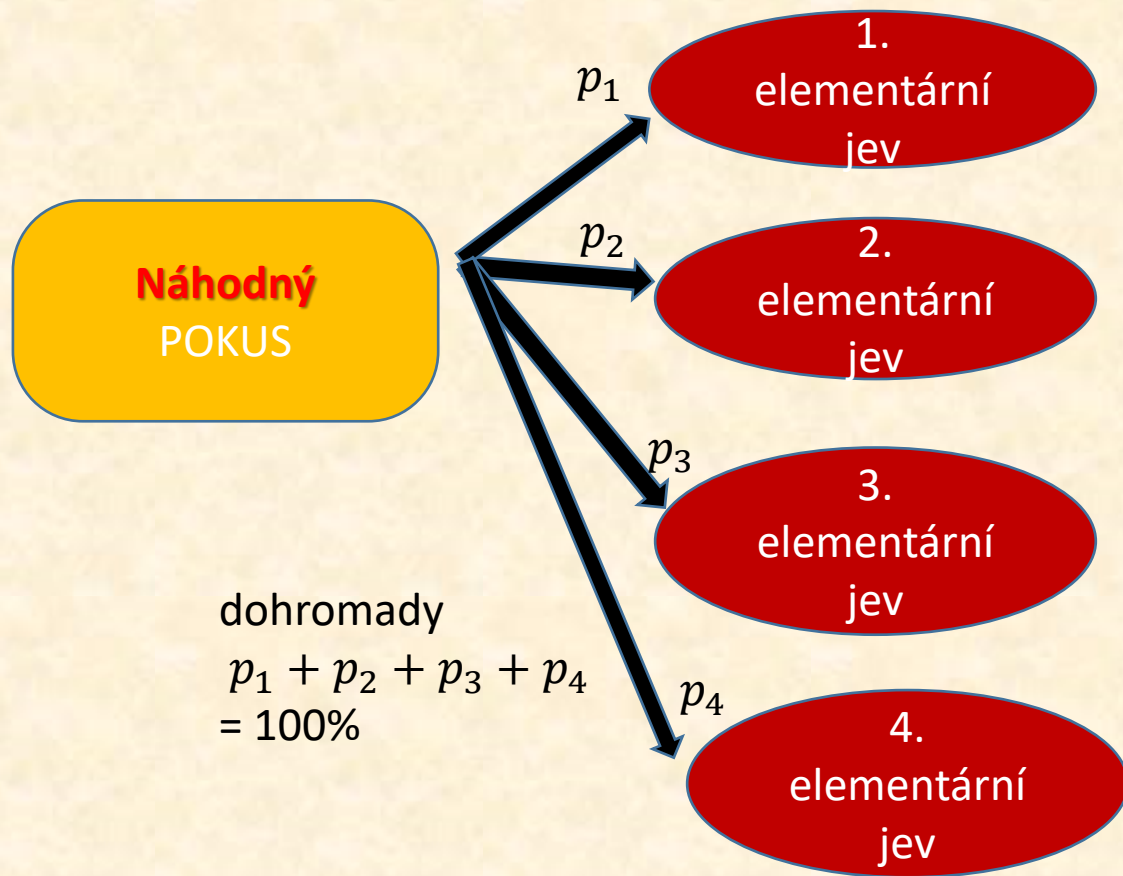 Náhodný
POKUS
p₁
1.
elementární
jev
p₂
2.
elementární
jev
p₃
3.
elementární
jev
p₄
4.
elementární
jev
dohromady
p₁ + p₂ + p₃ + p₄
= 100%